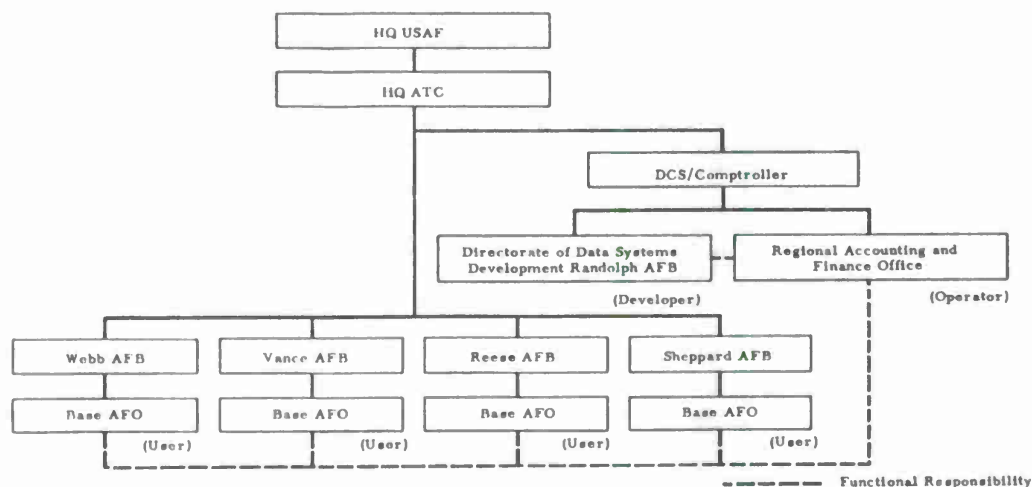 HQ USAF
HQ ATC
DCS/Comptroller
Directorate of Data Systems
Development Randolph AFB
Regional Accounting and
Finance Office
(Developer)
(Operator)
Webb AFB
Vance AFB
Reese AFB
Sheppard AFB
Base AFO
Base AFO
Base AFO
Base AFO
(User)
(User)
(User)
(User)
Functional Responsibility